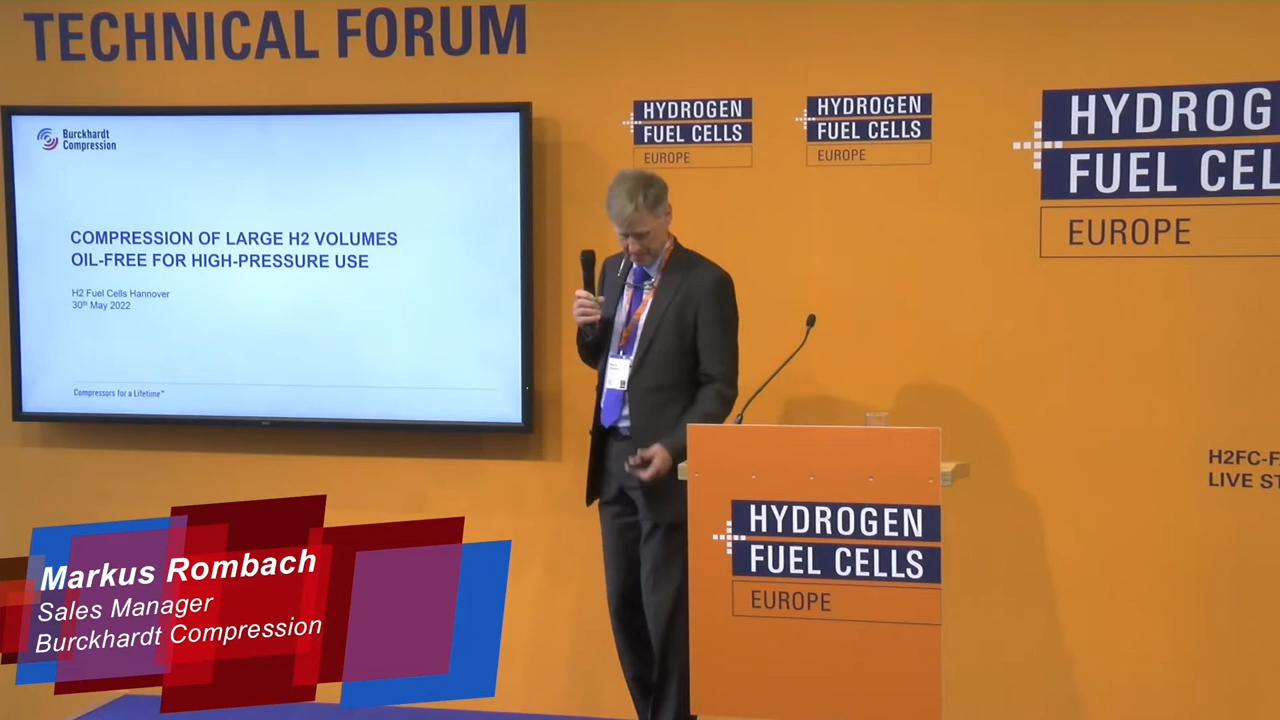 TECHNICAL FORUM
Burckhardt
Compression
COMPRESSION OF LARGE H2 VOLUMES
OIL-FREE FOR HIGH-PRESSURE USE
H2 Fuel Cells Hannover
30th May 2022
Compressors for a Lifetime™
HYDROGEN
FUEL CELLS
EUROPE
HYDROGEN
FUEL CELLS
EUROPE
HYDROG
FUEL CEL
EUROPE
H2FC-F
LIVE ST
HYDROGEN
FUEL CELLS
EUROPE
Markus Rombach
Sales Manager
Burckhardt Compression